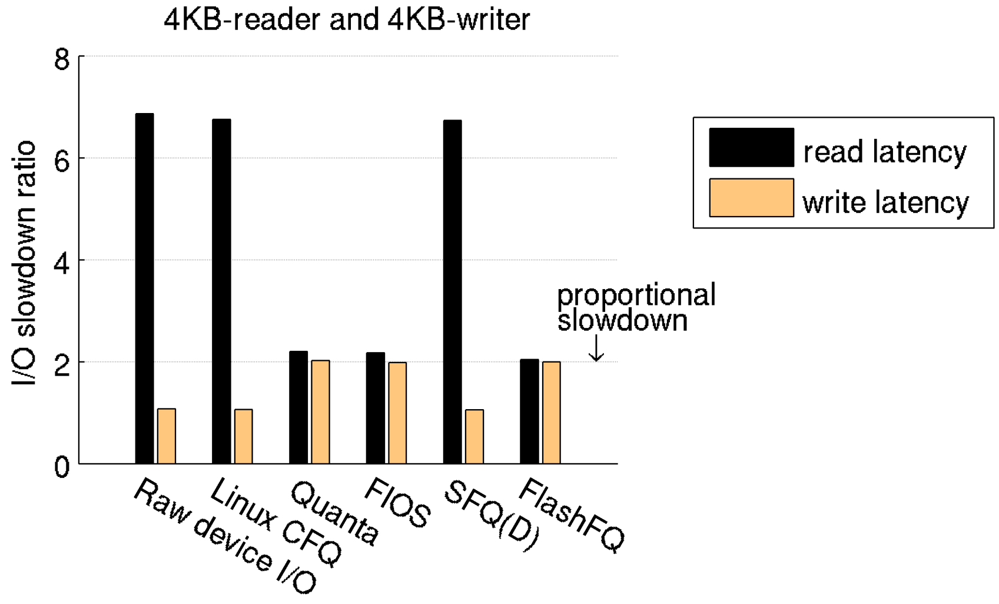 4KB-reader and 4KB-writer
8
6
4
2
0
I/O slowdown ratio
read latency
write latency
proportional
slowdown
Raw device I/O
Linux CFQ
Quanta
FIOS
SFQ(D)
FlashFQ